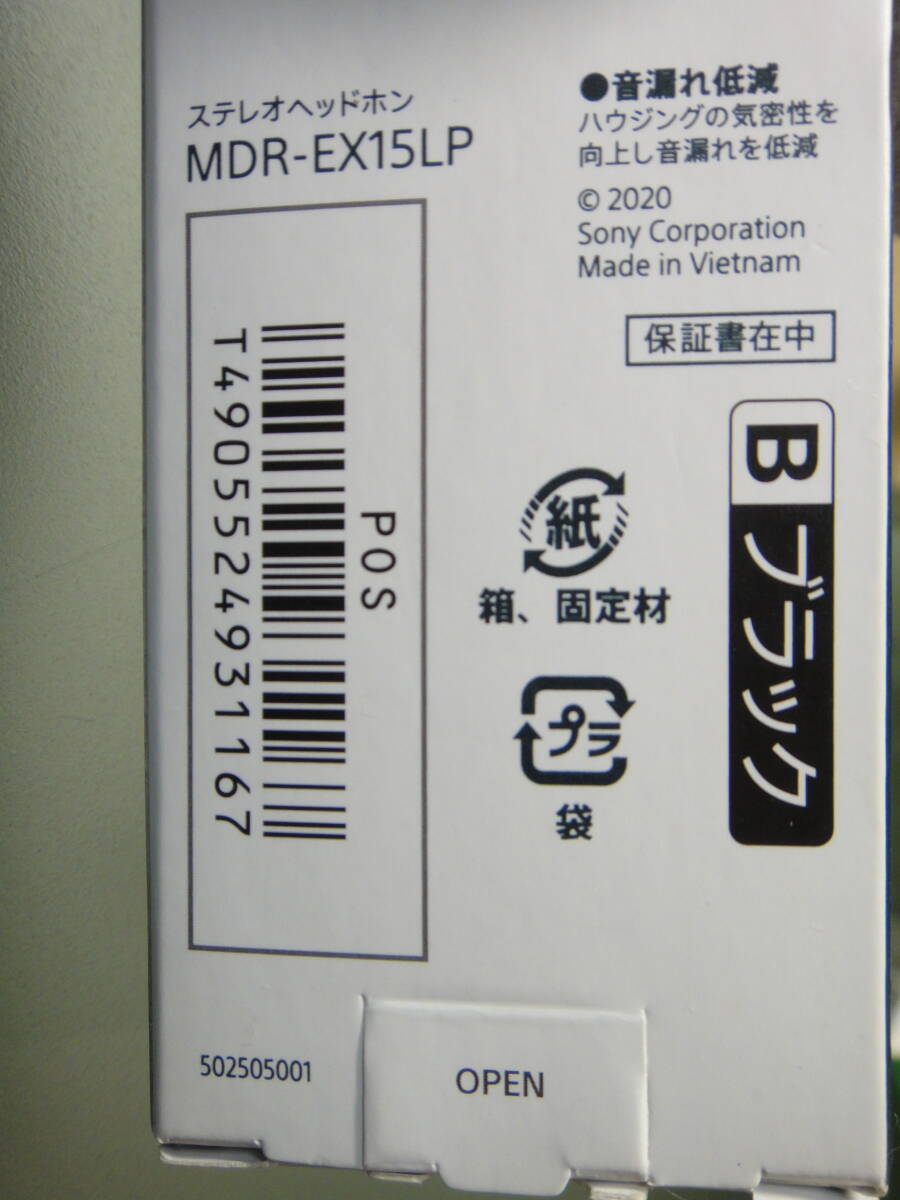 ステレオヘッドホン
MDR-EX15LP
●音漏れ低減
ハウジングの気密性を
向上し音漏れを低減
© 2020
Sony Corporation
Made in Vietnam
保証書在中
T4905524931167
POS
紙
箱、固定材
プラ
袋
B ブラック
502505001
OPEN